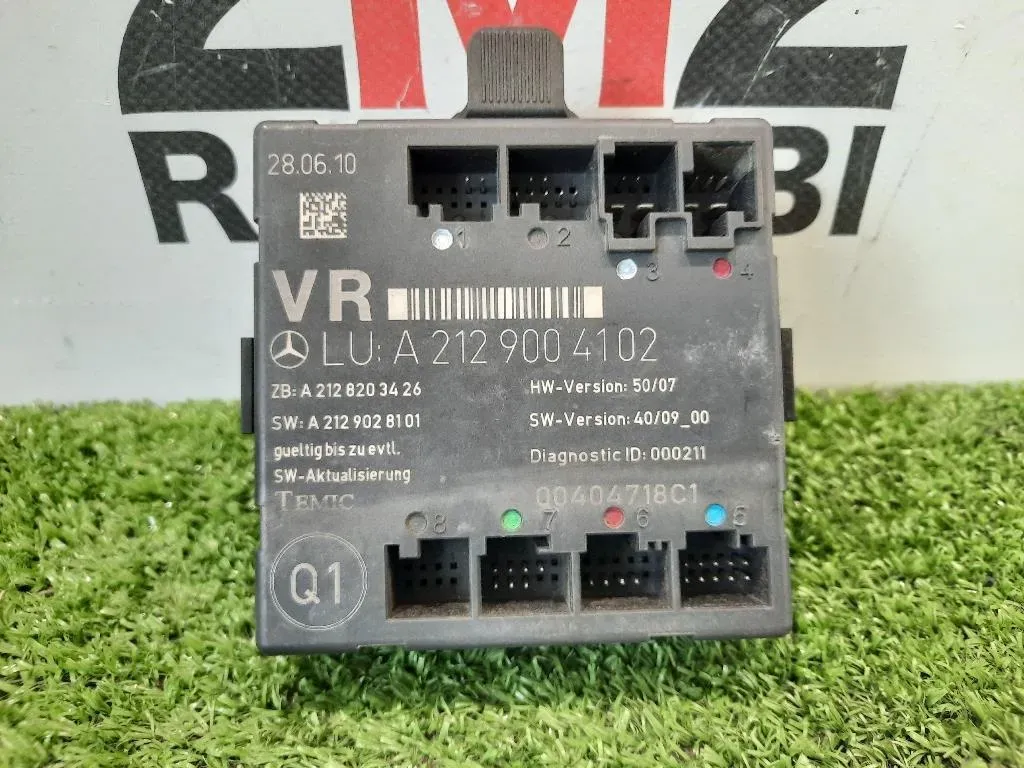 2M2
RICAMBI
28.06.10
1 2
3 4
VR
LU: A 212 900 41 02
ZB: A 212 820 34 26
HW-Version: 50/07
SW: A 212 902 81 01
SW-Version: 40/09_00
gueltig bis zu evtl.
SW-Aktualisierung
Diagnostic ID: 000211
TEMIC
00404718C1
8 7 6 5
Q1